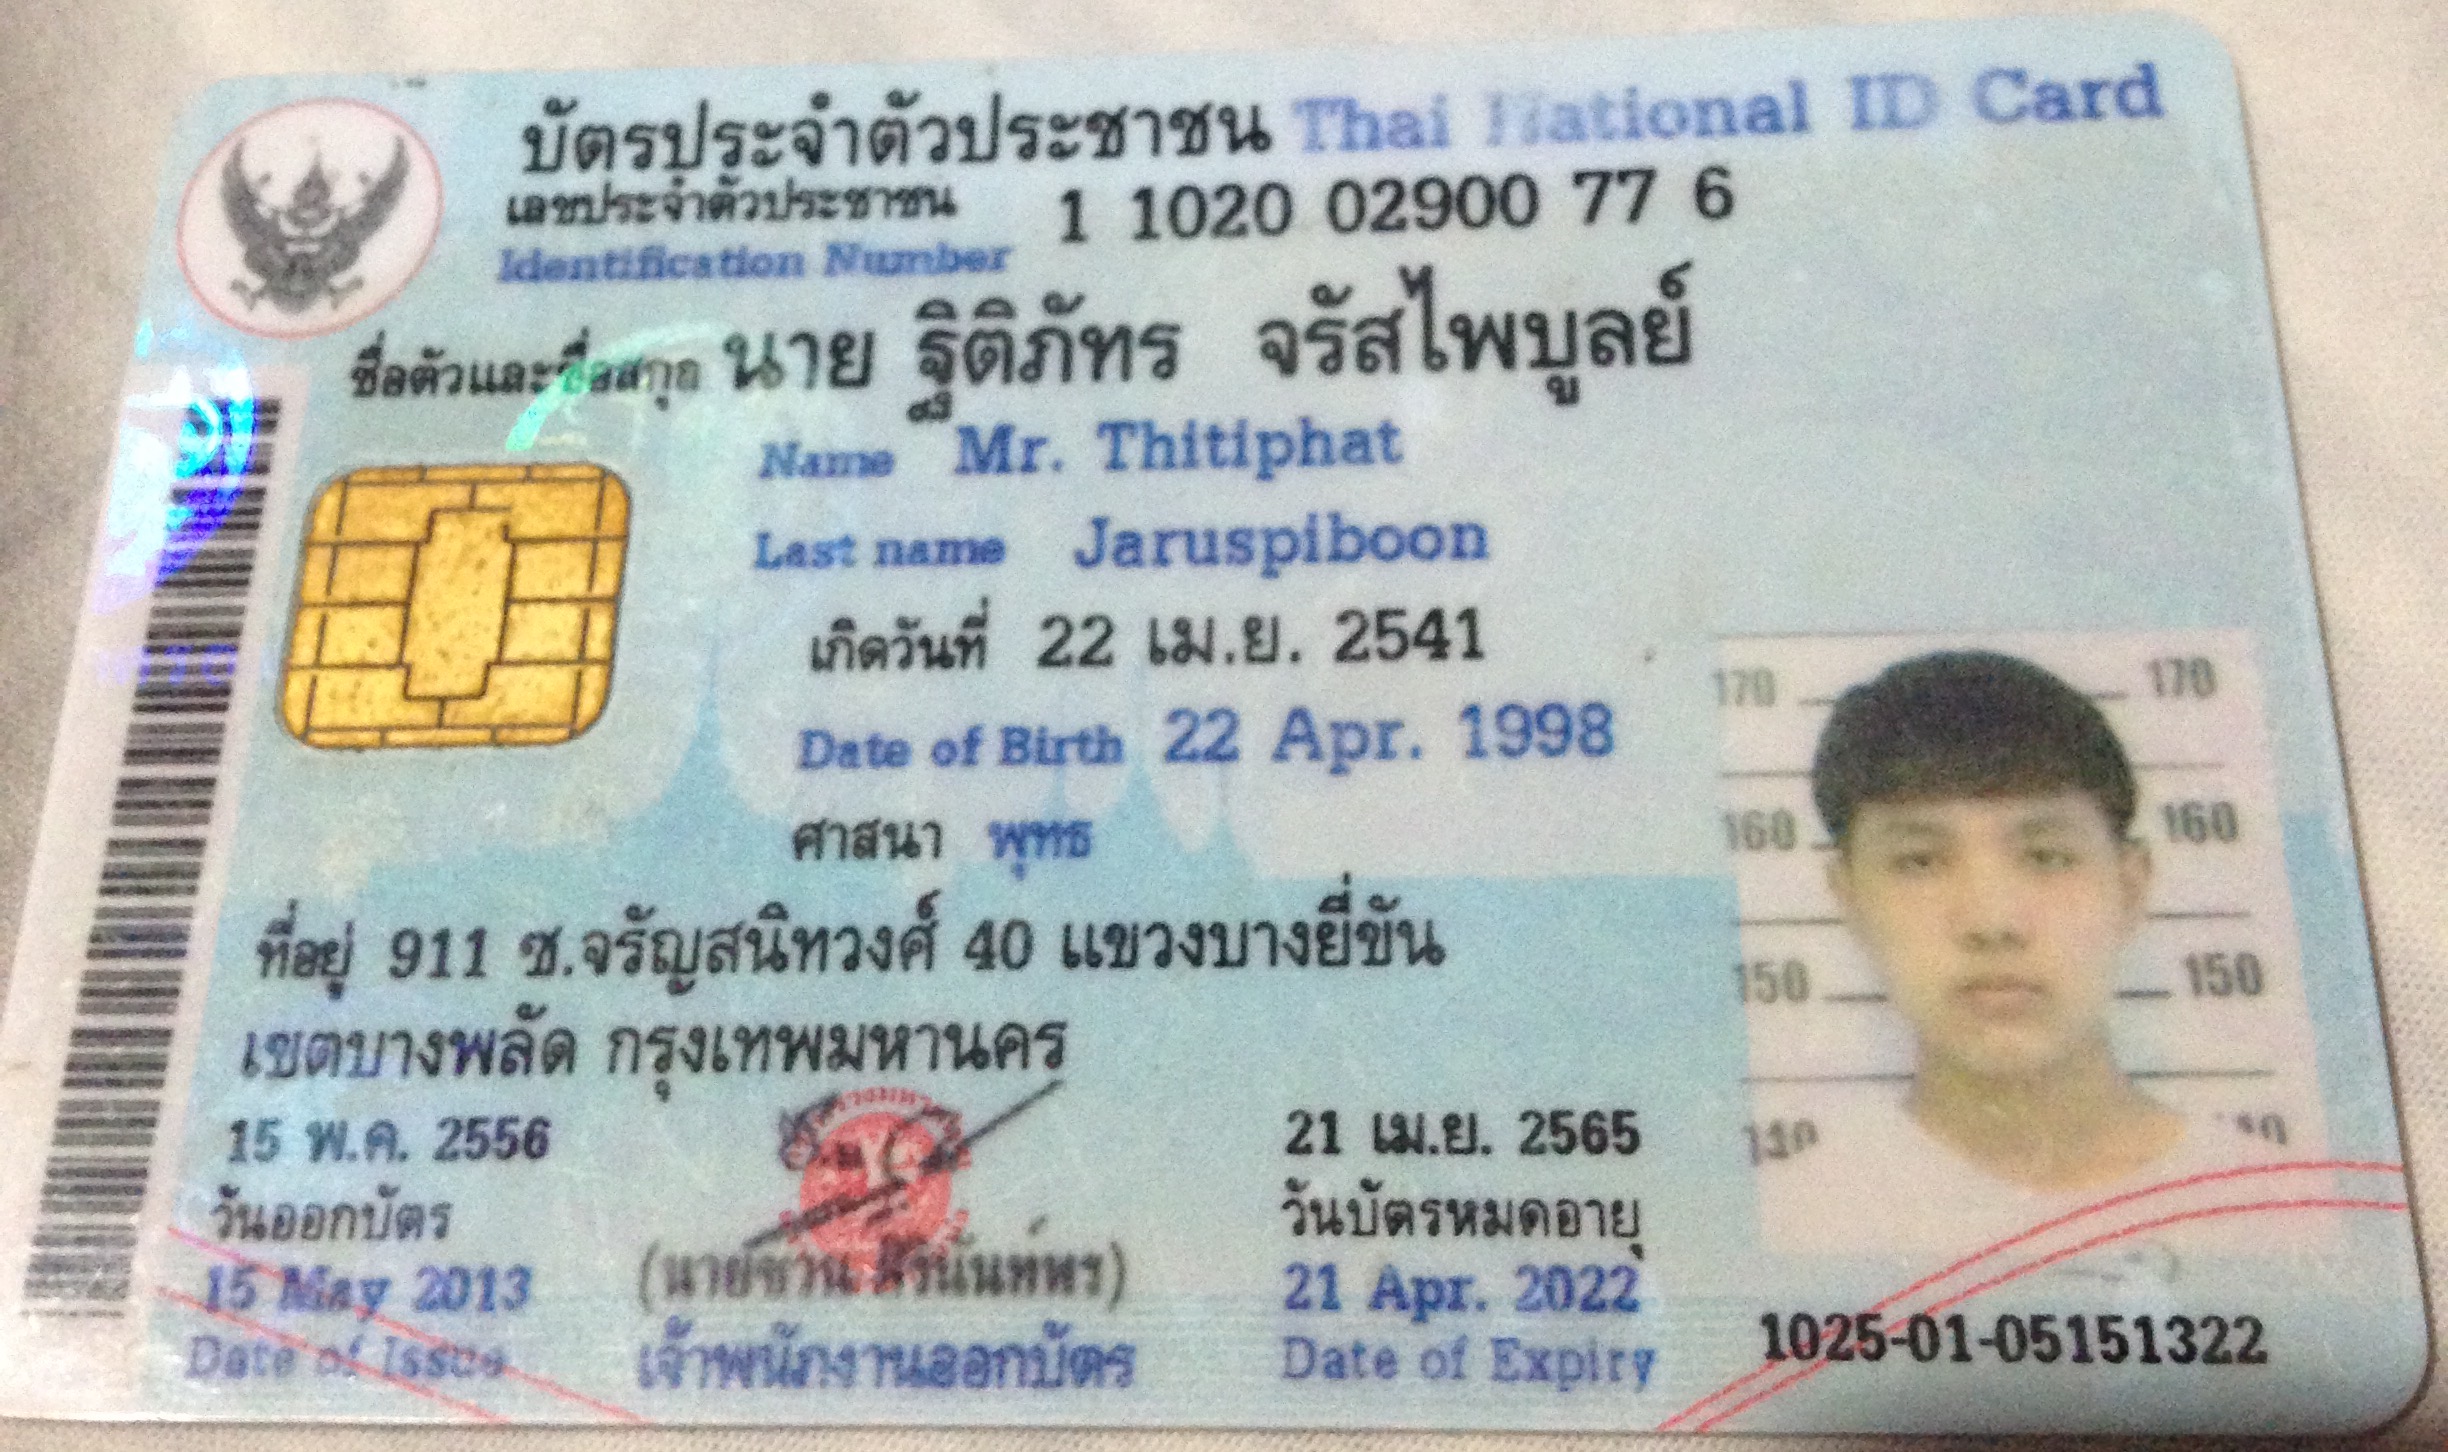 บัตรประจำตัวประชาชน Thai National ID Card
เลขประจำตัวประชาชน 1 1020 02900 77 6
Identification Number
ชื่อตัวและชื่อสกุล นาย ฐิติภัทร จรัสไพบูลย์
Name Mr. Thitiphat
Last name Jaruspiboon
เกิดวันที่ 22 เม.ย. 2541
Date of Birth 22 Apr. 1998
ศาสนา พุทธ
ที่อยู่ 911 ซ.จรัญสนิทวงศ์ 40 แขวงบางยี่ขัน
เขตบางพลัด กรุงเทพมหานคร
170 170
160 160
150 150
15 พ.ค. 2556
วันออกบัตร
15 May 2013
Date of Issue
เจ้าพนักงานออกบัตร
21 เม.ย. 2565
วันบัตรหมดอายุ
21 Apr. 2022
Date of Expiry
1025-01-05151322